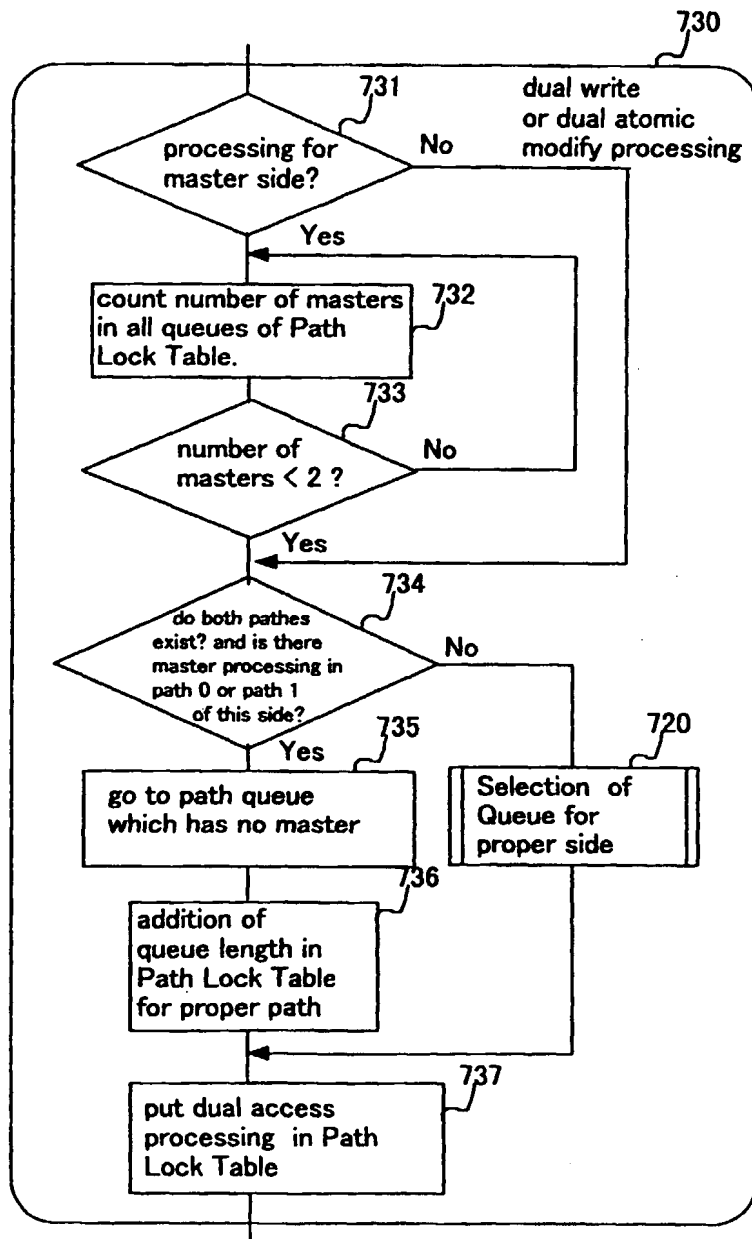 730
dual write
or dual atomic
modify processing
731
processing for
master side?
No
Yes
count number of masters
in all queues of Path
Lock Table.
732
733
number of
masters < 2 ?
No
Yes
734
do both pathes
exist? and is there
master processing in
path 0 or path 1
of this side?
No
Yes
735
go to path queue
which has no master
720
Selection of
Queue for
proper side
736
addition of
queue length in
Path Lock Table
for proper path
737
put dual access
processing in Path
Lock Table